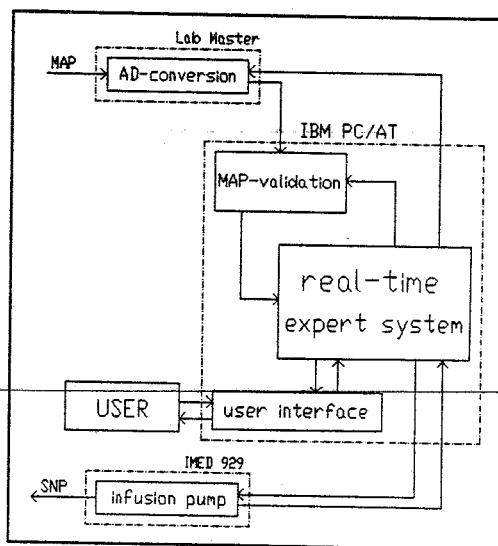 Lab Master
MAP
AD-conversion
IBM PC/AT
MAP-validation
real-time
expert system
USER
user interface
IMED 929
SNP
infusion pump